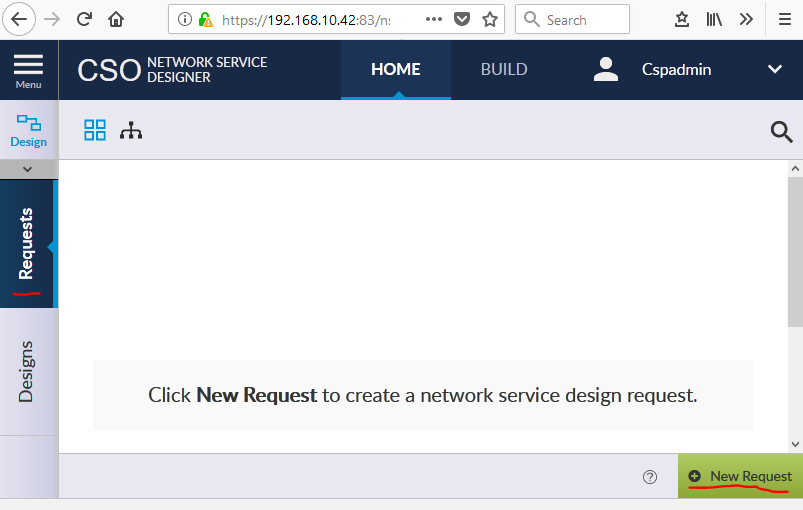 https://192.168.10.42:83/n
Search
Menu
CSO NETWORK SERVICE
DESIGNER
HOME
BUILD
Cspadmin
Design
Requests
Designs
Click New Request to create a network service design request.
New Request